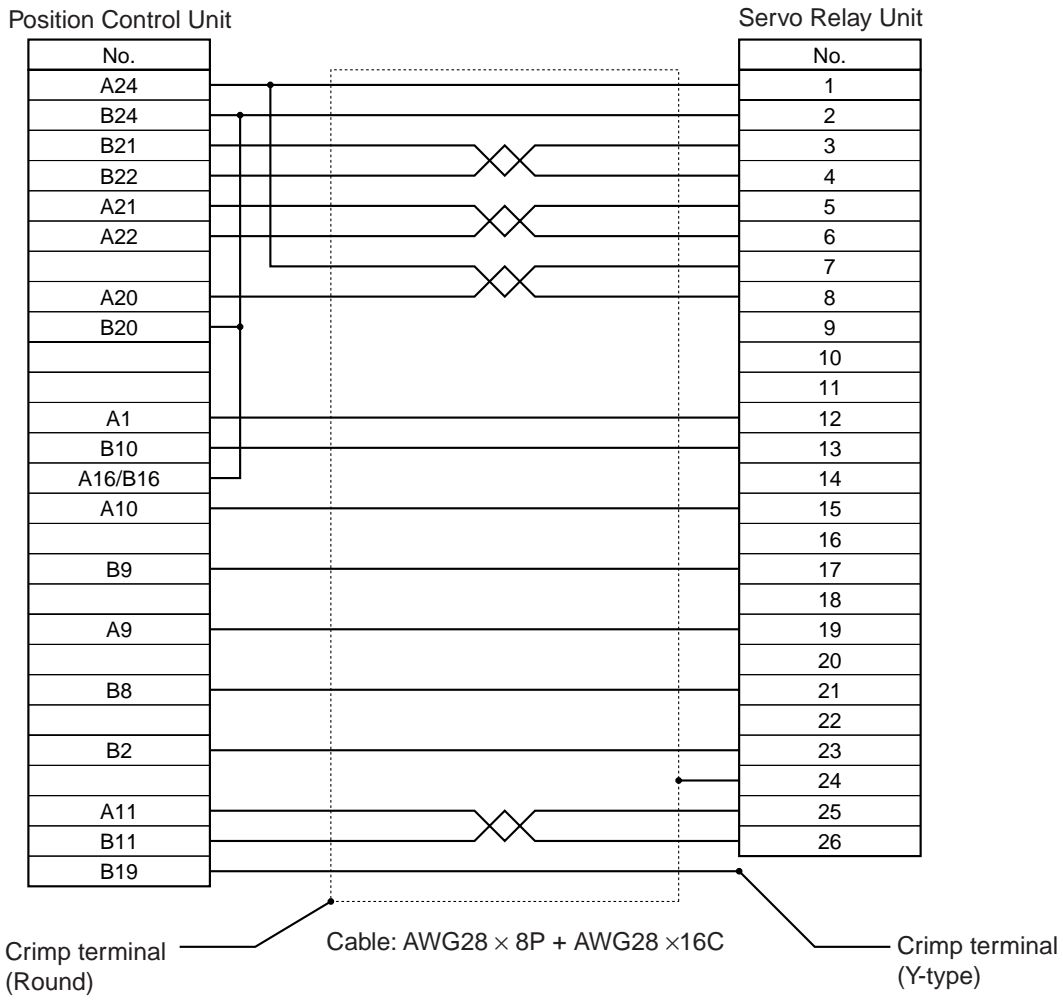 Position Control Unit
Servo Relay Unit
No.
No.
A24
1
B24
2
B21
3
B22
4
A21
5
A22
6
7
A20
8
B20
9
10
11
A1
12
B10
13
A16/B16
14
A10
15
16
B9
17
18
A9
19
20
B8
21
22
B2
23
24
A11
25
B11
26
B19
Crimp terminal
(Round)
Cable: AWG28 × 8P + AWG28 ×16C
Crimp terminal
(Y-type)